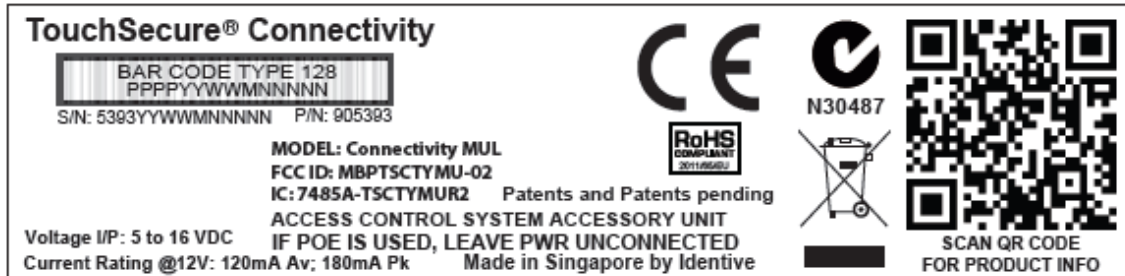 TouchSecure® Connectivity
BAR CODE TYPE 128
PPPPYYWWMNNNNN
S/N: 5393YYWWMNNNNN P/N: 905393
CE
N30487
RoHS
COMPLIANT
2011/65/EU
MODEL: Connectivity MUL
FCC ID: MBPTSCTYMU-02
IC: 7485A-TSCTYMUR2 Patents and Patents pending
ACCESS CONTROL SYSTEM ACCESSORY UNIT
Voltage I/P: 5 to 16 VDC IF POE IS USED, LEAVE PWR UNCONNECTED
Current Rating @12V: 120mA Av; 180mA Pk Made in Singapore by Identive
SCAN QR CODE
FOR PRODUCT INFO